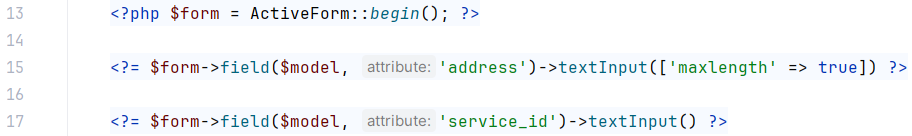 13 <?php $form = ActiveForm::begin(); ?>
14
15 <?= $form->field($model, attribute: 'address')->textInput(['maxlength' => true]) ?>
16
17 <?= $form->field($model, attribute: 'service_id')->textInput() ?>